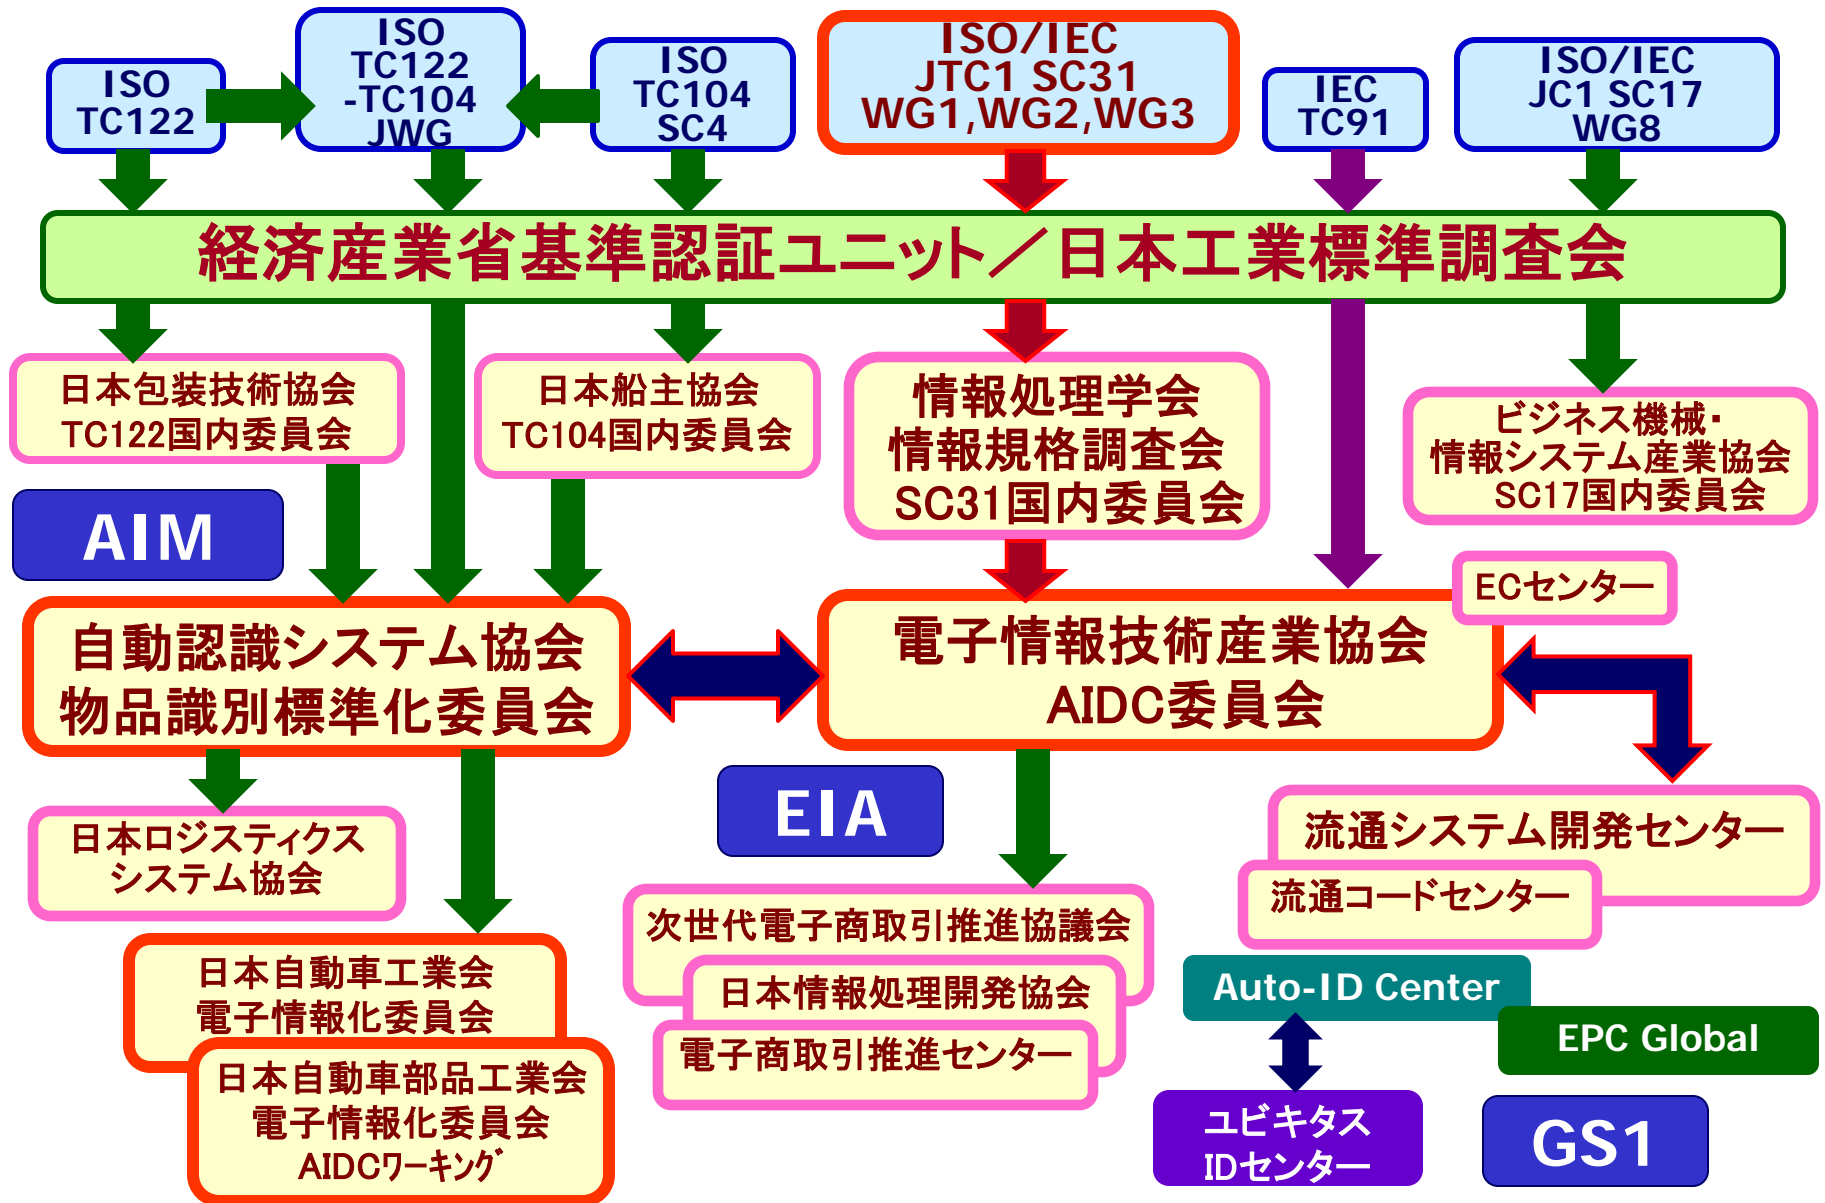 ISO
TC122
ISO
TC122
-TC104
JWG
ISO
TC104
SC4
ISO/IEC
JTC1 SC31
WG1,WG2,WG3
IEC
TC91
ISO/IEC
JC1 SC17
WG8
経済産業省基準認証ユニット／日本工業標準調査会
日本包装技術協会
TC122国内委員会
日本船主協会
TC104国内委員会
情報処理学会
情報規格調査会
SC31国内委員会
ビジネス機械・
情報システム産業協会
SC17国内委員会
AIM
ECセンター
自動認識システム協会
物品識別標準化委員会
電子情報技術産業協会
AIDC委員会
EIA
日本ロジスティクス
システム協会
流通システム開発センター
流通コードセンター
次世代電子商取引推進協議会
日本情報処理開発協会
電子商取引推進センター
日本自動車工業会
電子情報化委員会
日本自動車部品工業会
電子情報化委員会
AIDCﾜｰｷﾝｸﾞ
Auto-ID Center
EPC Global
ユビキタス
IDセンター
GS1